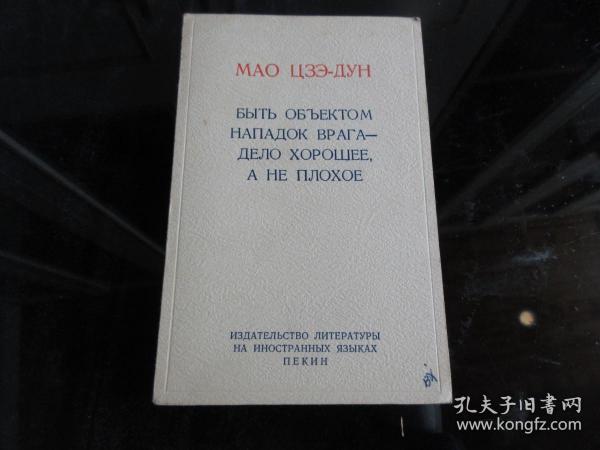 МАО ЦЗЭ-ДУН
БЫТЬ ОБЪЕКТОМ
НАПАДОК ВРАГА—
ДЕЛО ХОРОШЕЕ,
А НЕ ПЛОХОЕ
ИЗДАТЕЛЬСТВО ЛИТЕРАТУРЫ
НА ИНОСТРАННЫХ ЯЗЫКАХ
ПЕКИН
孔夫子旧书网
www.kongfz.com